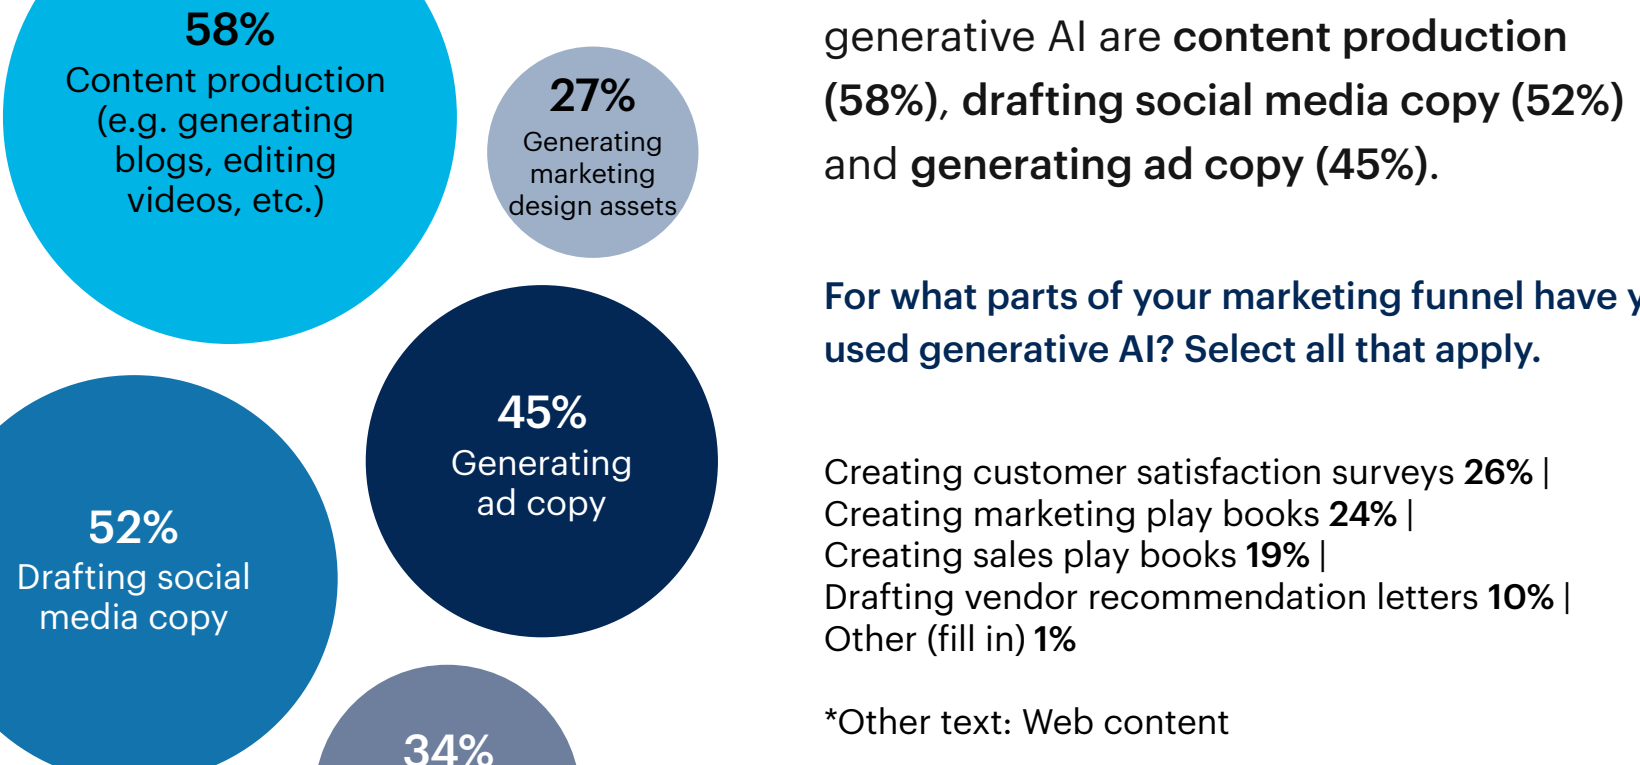 58%
Content production
(e.g. generating
blogs, editing
videos, etc.)
27%
Generating
marketing
design assets
45%
Generating
ad copy
52%
Drafting social
media copy
34%
generative AI are content production
(58%), drafting social media copy (52%)
and generating ad copy (45%).
For what parts of your marketing funnel have
used generative AI? Select all that apply.
Creating customer satisfaction surveys 26% |
Creating marketing play books 24% |
Creating sales play books 19% |
Drafting vendor recommendation letters 10% |
Other (fill in) 1%
*Other text: Web content